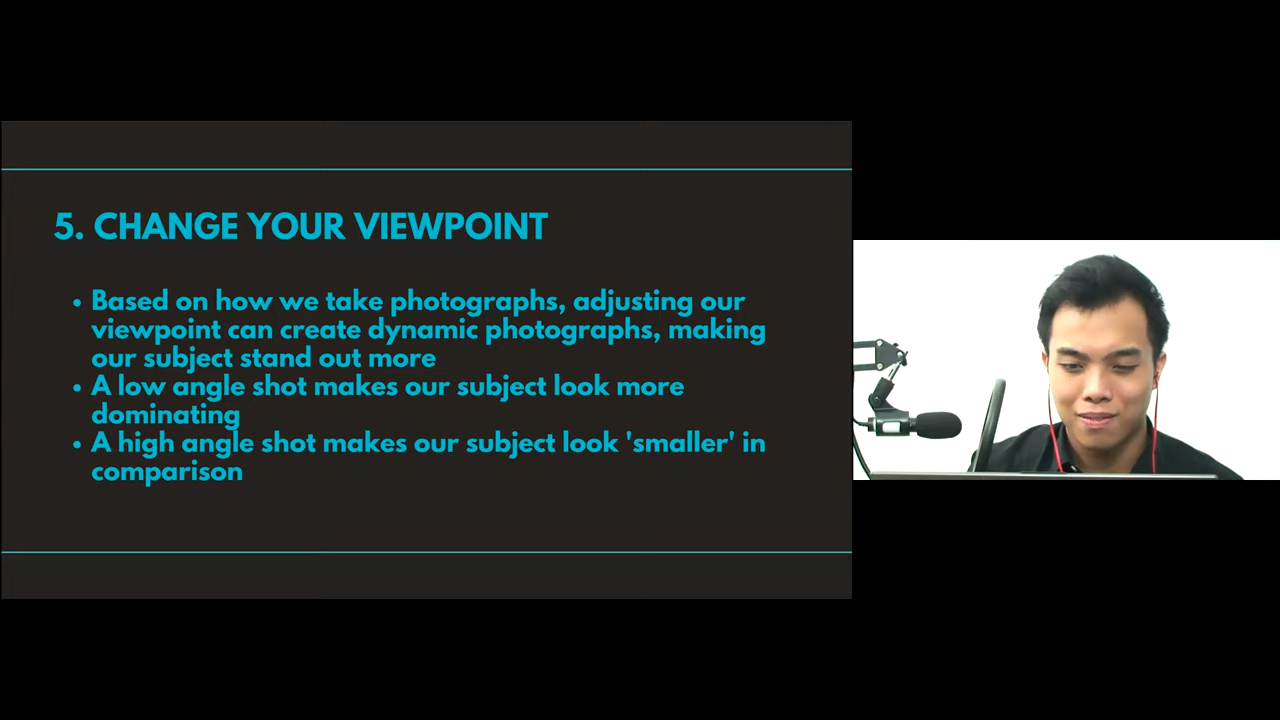 5. CHANGE YOUR VIEWPOINT
• Based on how we take photographs, adjusting our
viewpoint can create dynamic photographs, making
our subject stand out more
• A low angle shot makes our subject look more
dominating
• A high angle shot makes our subject look 'smaller' in
comparison